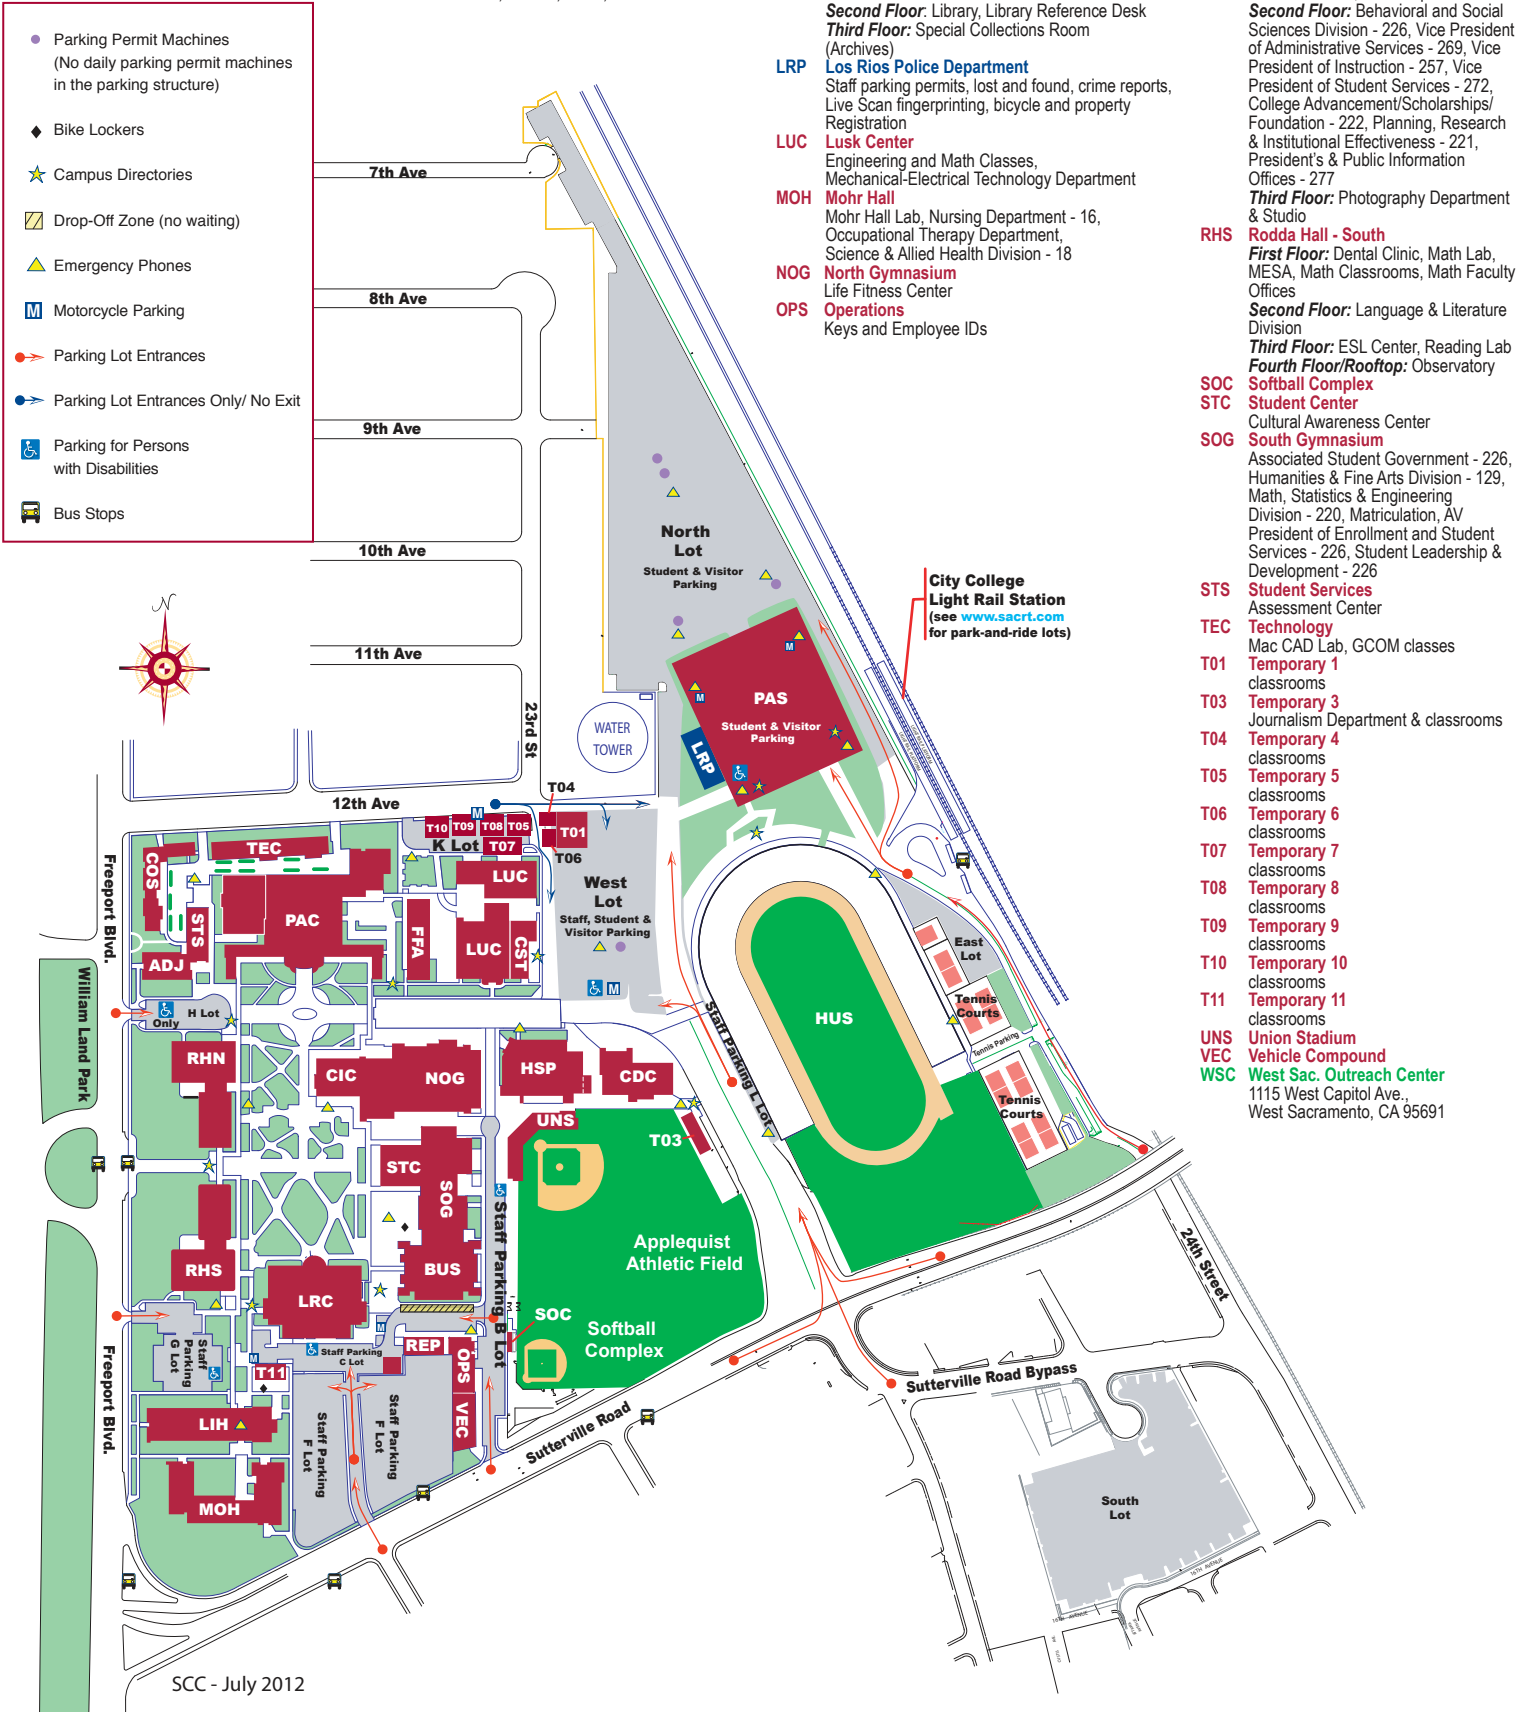 Parking Permit Machines
(No daily parking permit machines
in the parking structure)
Bike Lockers
Campus Directories
Drop-Off Zone (no waiting)
Emergency Phones
M Motorcycle Parking
Parking Lot Entrances
Parking Lot Entrances Only/ No Exit
Parking for Persons
with Disabilities
Bus Stops
Second Floor: Library, Library Reference Desk
Third Floor: Special Collections Room
(Archives)
LRP Los Rios Police Department
Staff parking permits, lost and found, crime reports,
Live Scan fingerprinting, bicycle and property
Registration
LUC Lusk Center
Engineering and Math Classes,
Mechanical-Electrical Technology Department
MOH Mohr Hall
Mohr Hall Lab, Nursing Department - 16,
Occupational Therapy Department,
Science & Allied Health Division - 18
NOG North Gymnasium
Life Fitness Center
OPS Operations
Keys and Employee IDs
Second Floor: Behavioral and Social
Sciences Division - 226, Vice President
of Administrative Services - 269, Vice
President of Instruction - 257, Vice
President of Student Services - 272,
College Advancement/Scholarships/
Foundation - 222, Planning, Research
& Institutional Effectiveness - 221,
President's & Public Information
Offices - 277
Third Floor: Photography Department
& Studio
RHS Rodda Hall - South
First Floor: Dental Clinic, Math Lab,
MESA, Math Classrooms, Math Faculty
Offices
Second Floor: Language & Literature
Division
Third Floor: ESL Center, Reading Lab
Fourth Floor/Rooftop: Observatory
SOC Softball Complex
STC Student Center
Cultural Awareness Center
SOG South Gymnasium
Associated Student Government - 226,
Humanities & Fine Arts Division - 129,
Math, Statistics & Engineering
Division - 220, Matriculation, AV
President of Enrollment and Student
Services - 226, Student Leadership &
Development - 226
STS Student Services
Assessment Center
TEC Technology
Mac CAD Lab, GCOM classes
T01 Temporary 1
classrooms
T03 Temporary 3
Journalism Department & classrooms
T04 Temporary 4
classrooms
T05 Temporary 5
classrooms
T06 Temporary 6
classrooms
T07 Temporary 7
classrooms
T08 Temporary 8
classrooms
T09 Temporary 9
classrooms
T10 Temporary 10
classrooms
T11 Temporary 11
classrooms
UNS Union Stadium
VEC Vehicle Compound
WSC West Sac. Outreach Center
1115 West Capitol Ave.,
West Sacramento, CA 95691
7th Ave
8th Ave
9th Ave
10th Ave
11th Ave
12th Ave
23rd St
N
North
Lot
Student & Visitor
Parking
City College
Light Rail Station
(see www.sacrt.com
for park-and-ride lots)
M
M
PAS
Student & Visitor
Parking
LRP
WATER
TOWER
T04
M
T10
T09
T08
T05
T01
K Lot
T07
T06
COS
TEC
LUC
West
Lot
Staff, Student &
Visitor Parking
M
Freeport Blvd.
STS
PAC
FFA
LUC
CST
ADJ
William Land Park
Only
H Lot
East
Lot
Tennis
Courts
Tennis Parking
Tennis
Courts
HUS
Staff Parking L Lot
RHN
CIC
NOG
HSP
CDC
UNS
T03
STC
SOG
Staff Parking B Lot
Applequist
Athletic Field
RHS
LRC
BUS
SOC
Softball
Complex
Staff
Parking
G Lot
M
M
Staff Parking
C Lot
REP
OPS
T11
VEC
Freeport Blvd.
LIH
Staff Parking
F Lot
Staff Parking
F Lot
MOH
Sutterville Road
Sutterville Road Bypass
24th Street
South
Lot
16TH AVENUE
16TH AVENUE
SCC - July 2012